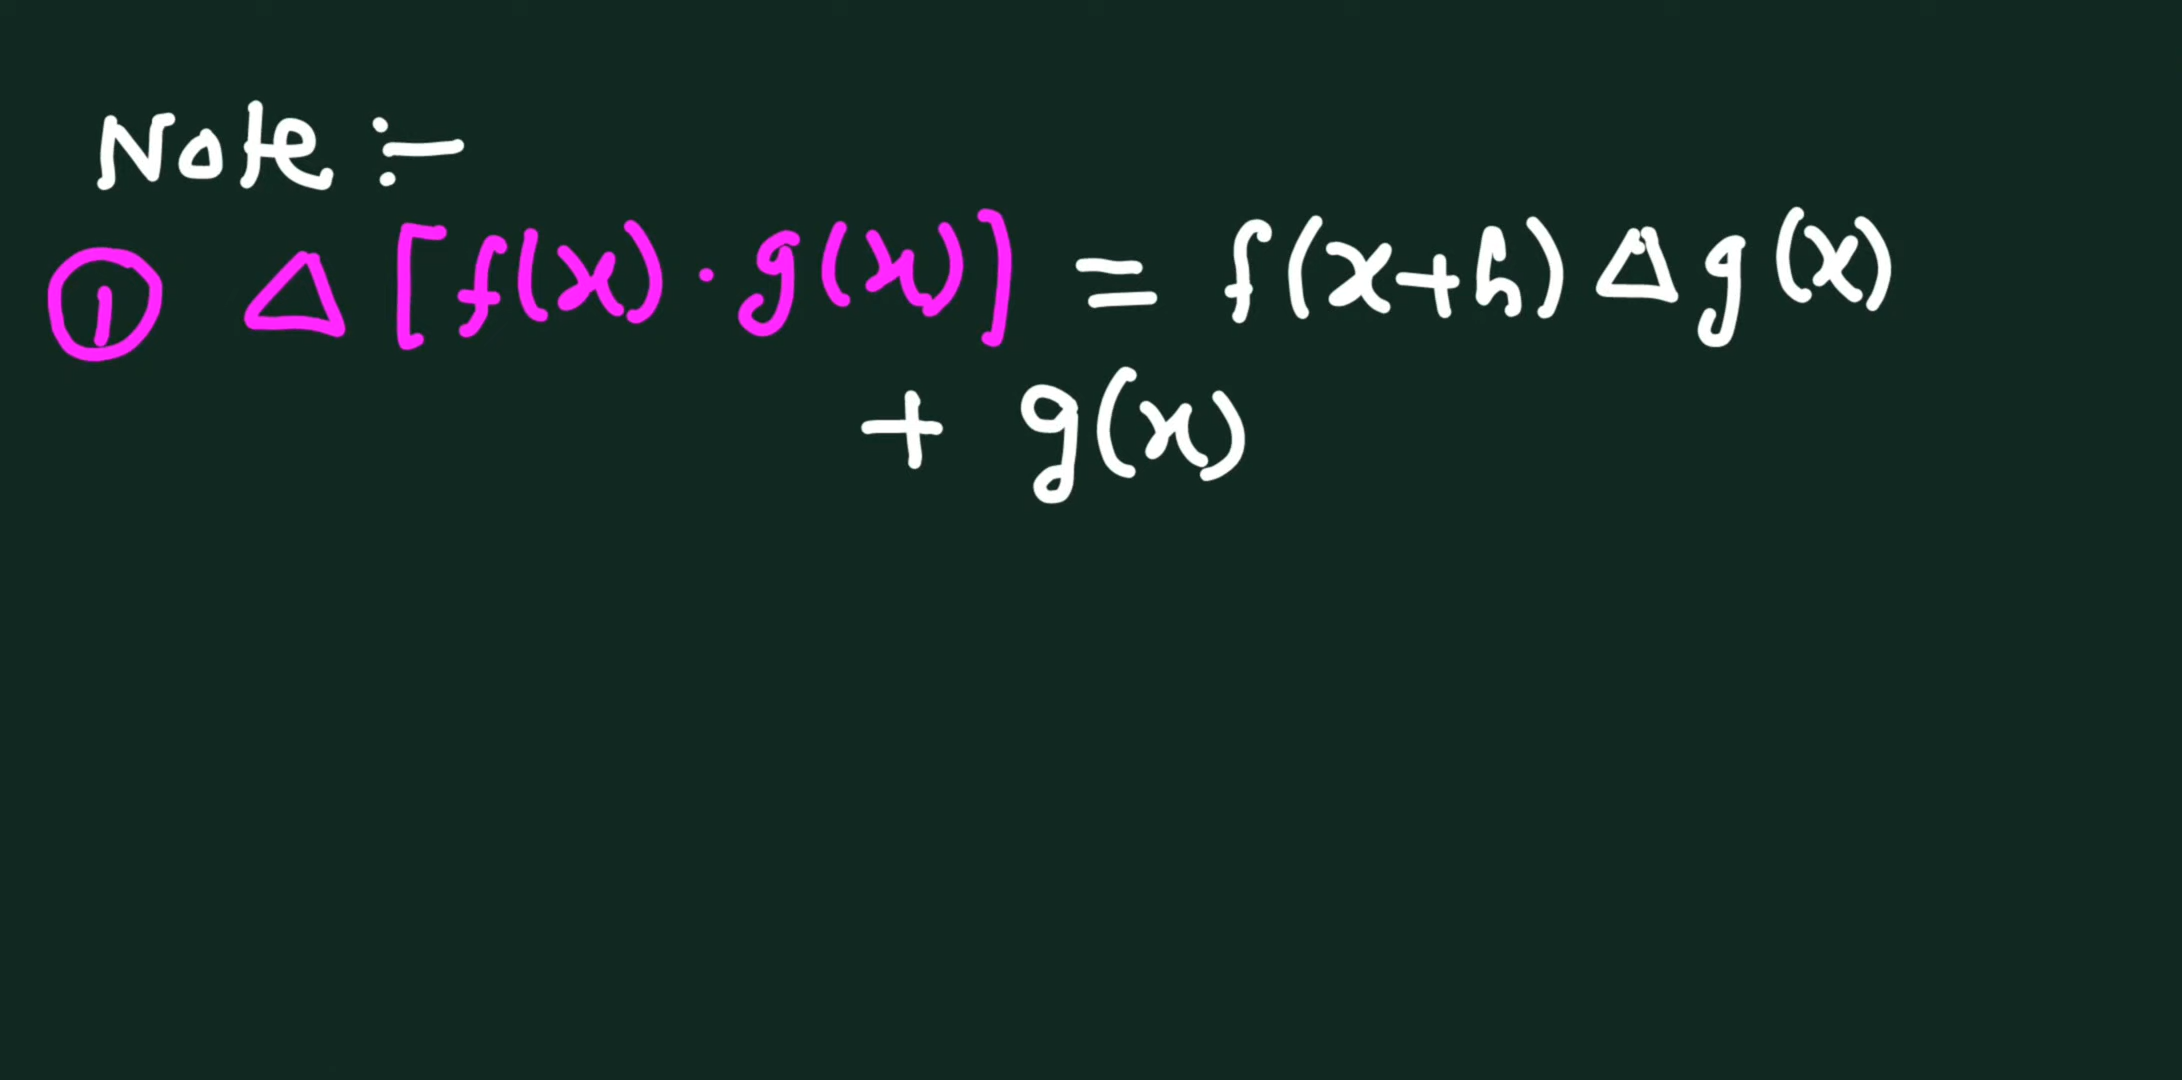 Note :-
① Δ [f(x) · g(x)] = f(x+h) Δ g(x)
+ g(x)